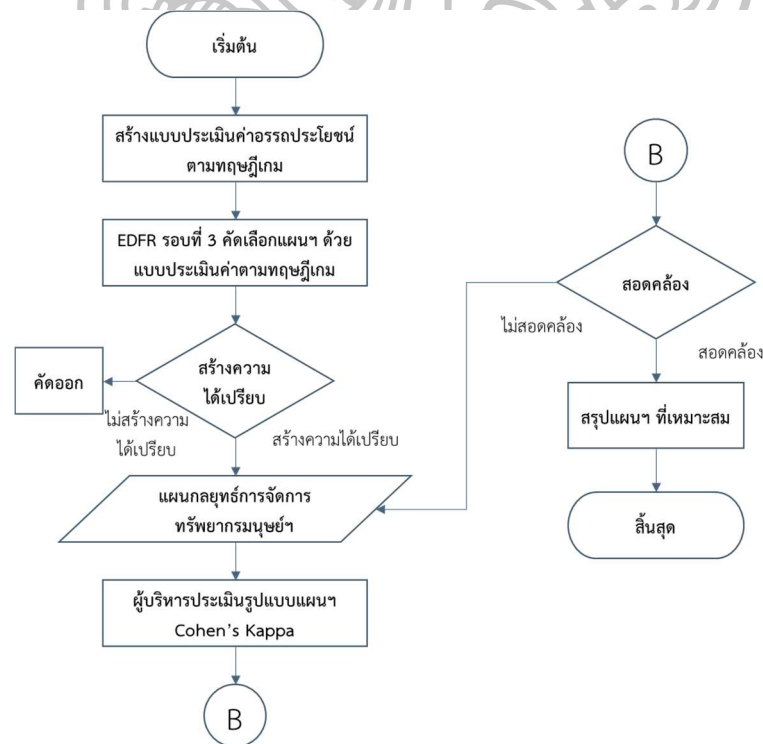 เริ่มต้น
สร้างแบบประเมินค่าอรรถประโยชน์
ตามทฤษฎีเกม
EDFR รอบที่ 3 คัดเลือกแผนฯ ด้วย
แบบประเมินค่าตามทฤษฎีเกม
สร้างความ
ได้เปรียบ
คัดออก
ไม่สร้างความ
ได้เปรียบ
สร้างความได้เปรียบ
แผนกลยุทธ์การจัดการ
ทรัพยากรมนุษย์ฯ
ผู้บริหารประเมินรูปแบบแผนฯ
Cohen's Kappa
B
B
สอดคล้อง
ไม่สอดคล้อง
สอดคล้อง
สรุปแผนฯ ที่เหมาะสม
สิ้นสุด